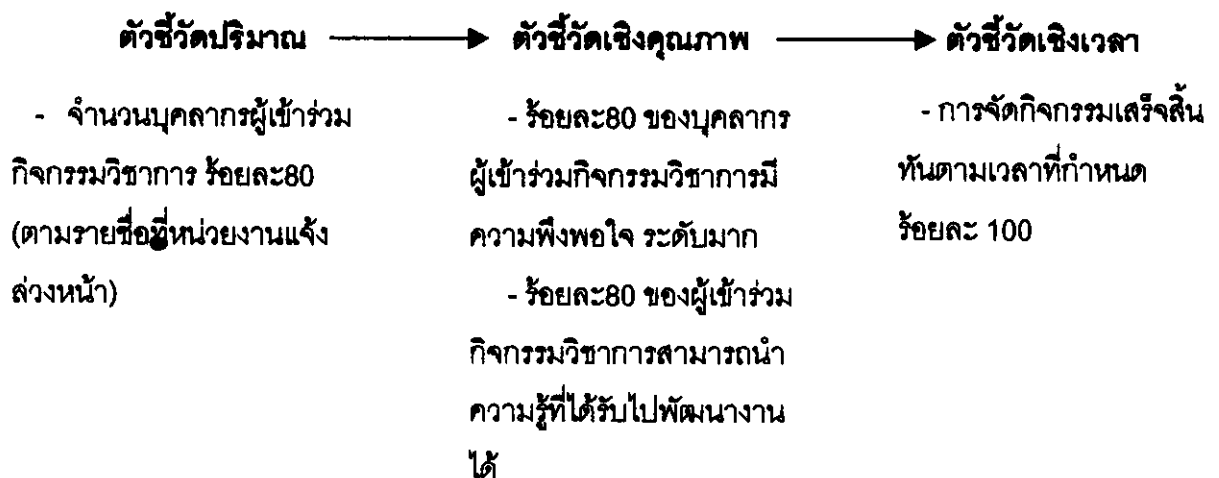 ตัวชี้วัดปริมาณ ตัวชี้วัดเชิงคุณภาพ ตัวชี้วัดเชิงเวลา
- จำนวนบุคลากรผู้เข้าร่วม
กิจกรรมวิชาการ ร้อยละ80
(ตามรายชื่อที่หน่วยงานแจ้ง
ล่วงหน้า)
- ร้อยละ80 ของบุคลากร
ผู้เข้าร่วมกิจกรรมวิชาการมี
ความพึงพอใจ ระดับมาก
- ร้อยละ80 ของผู้เข้าร่วม
กิจกรรมวิชาการสามารถนำ
ความรู้ที่ได้รับไปพัฒนางาน
ได้
- การจัดกิจกรรมเสร็จสิ้น
ทันตามเวลาที่กำหนด
ร้อยละ 100